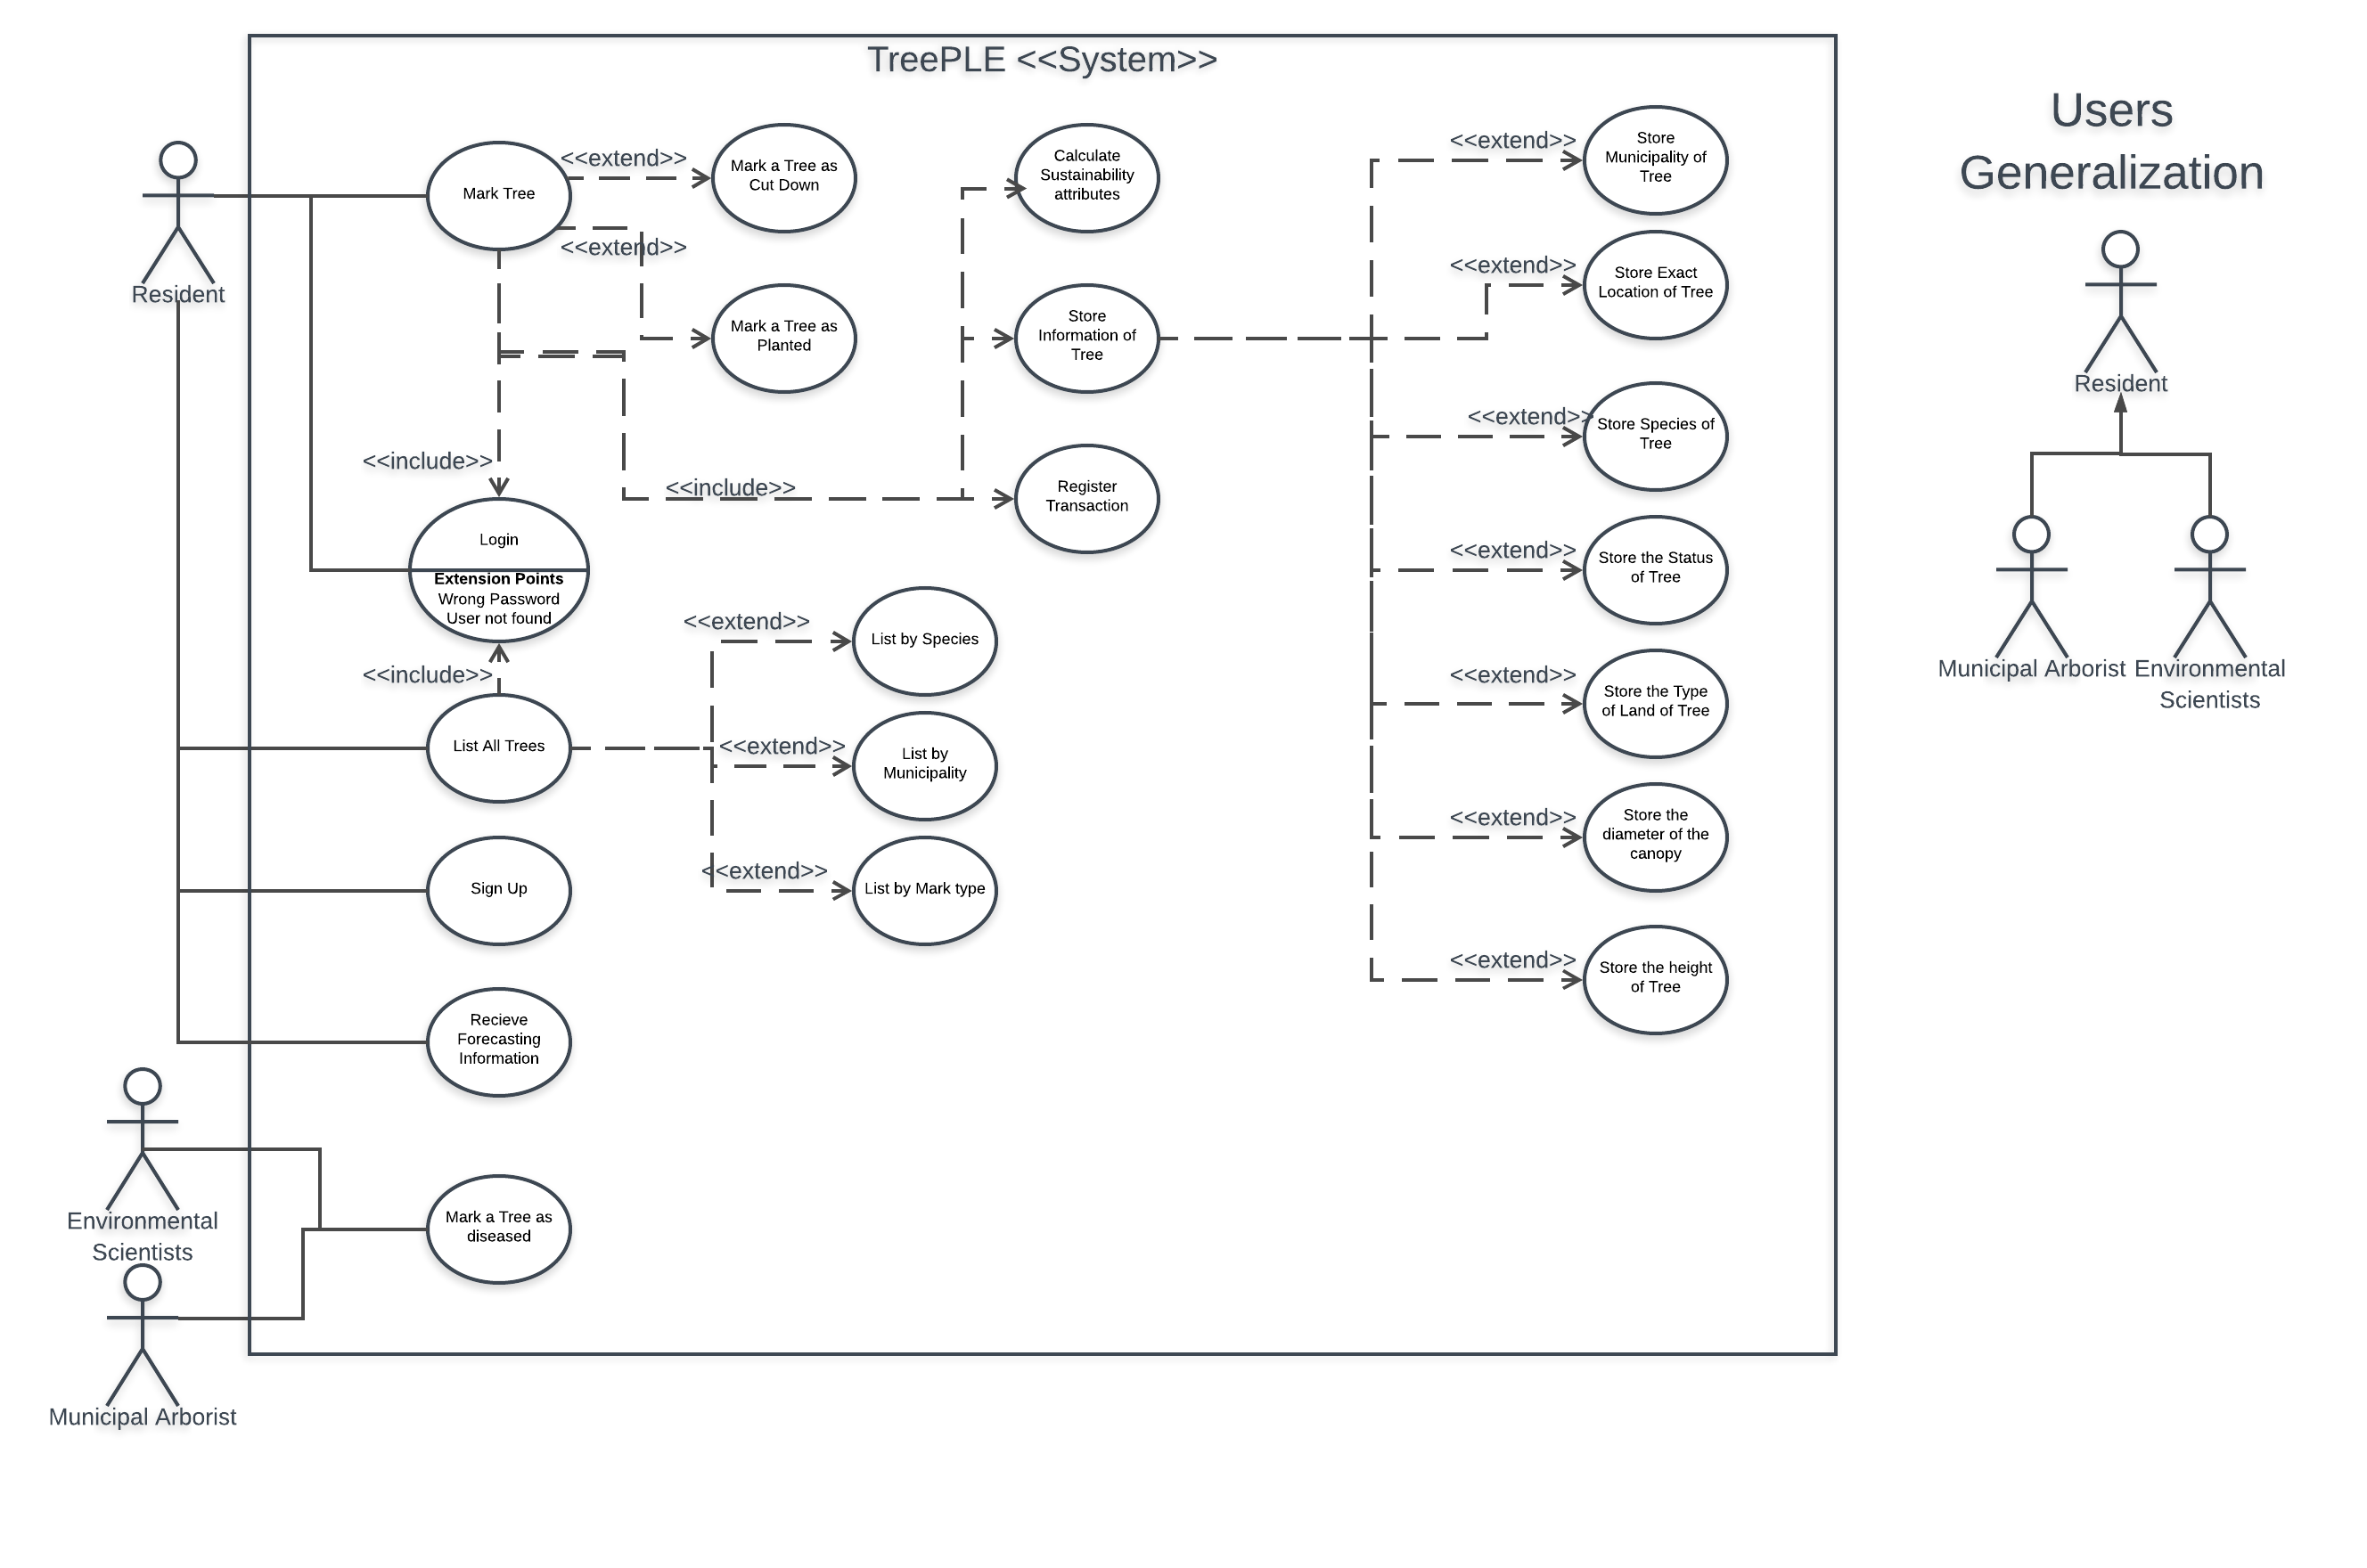 TreePLE <<System>>
Users
Generalization
Resident
Mark Tree
<<extend>>
<<extend>>
Mark a Tree as
Cut Down
Mark a Tree as
Planted
Calculate
Sustainability
attributes
Store
Information of
Tree
Register
Transaction
<<include>>
<<include>>
Login
Extension Points
Wrong Password
User not found
<<include>>
List All Trees
<<extend>>
List by Species
<<extend>>
List by
Municipality
<<extend>>
List by Mark type
Sign Up
Recieve
Forecasting
Information
Mark a Tree as
diseased
Environmental
Scientists
Municipal Arborist
<<extend>>
Store
Municipality of
Tree
<<extend>>
Store Exact
Location of Tree
<<extend>>
Store Species of
Tree
<<extend>>
Store the Status
of Tree
<<extend>>
Store the Type
of Land of Tree
<<extend>>
Store the
diameter of the
canopy
<<extend>>
Store the height
of Tree
Resident
Municipal Arborist
Environmental
Scientists